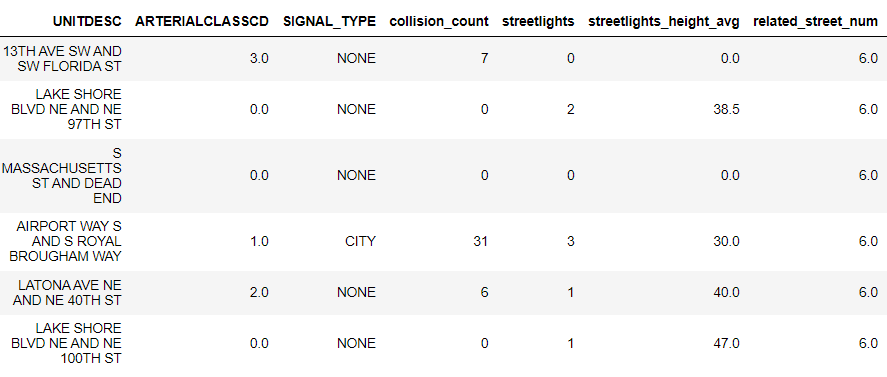 UNITDESC ARTERIALCLASSCD SIGNAL_TYPE collision_count streetlights streetlights_height_avg related_street_num
13TH AVE SW AND
SW FLORIDA ST 3.0 NONE 7 0 0.0 6.0
LAKE SHORE
BLVD NE AND NE
97TH ST 0.0 NONE 0 2 38.5 6.0
S
MASSACHUSETTS
ST AND DEAD
END 0.0 NONE 0 0 0.0 6.0
AIRPORT WAY S
AND S ROYAL
BROUGHAM WAY 1.0 CITY 31 3 30.0 6.0
LATONA AVE NE
AND NE 40TH ST 2.0 NONE 6 1 40.0 6.0
LAKE SHORE
BLVD NE AND NE
100TH ST 0.0 NONE 0 1 47.0 6.0